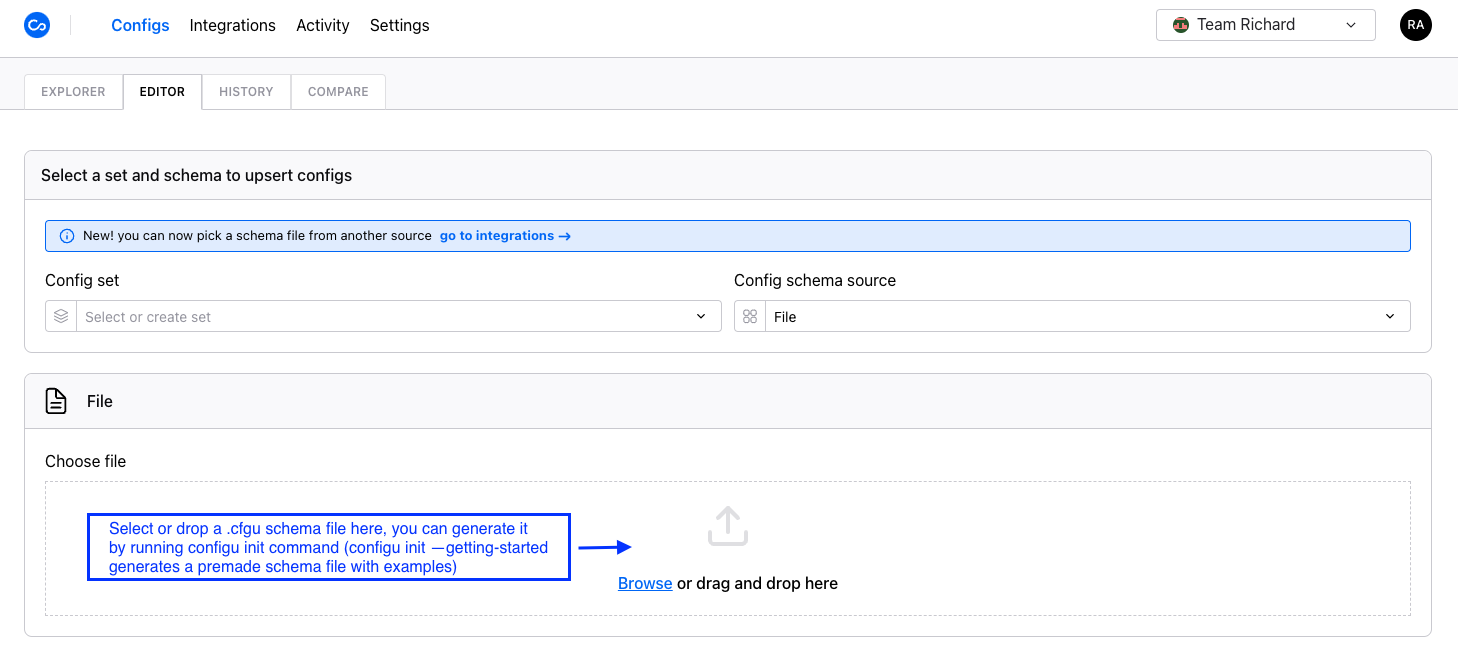 Configs Integrations Activity Settings Team Richard RA
EXPLORER EDITOR HISTORY COMPARE
Select a set and schema to upsert configs
New! you can now pick a schema file from another source go to integrations →
Config set
Select or create set
Config schema source
File
File
Choose file
Select or drop a .cfgu schema file here, you can generate it
by running configu init command (configu init —getting-started
generates a premade schema file with examples)
Browse or drag and drop here